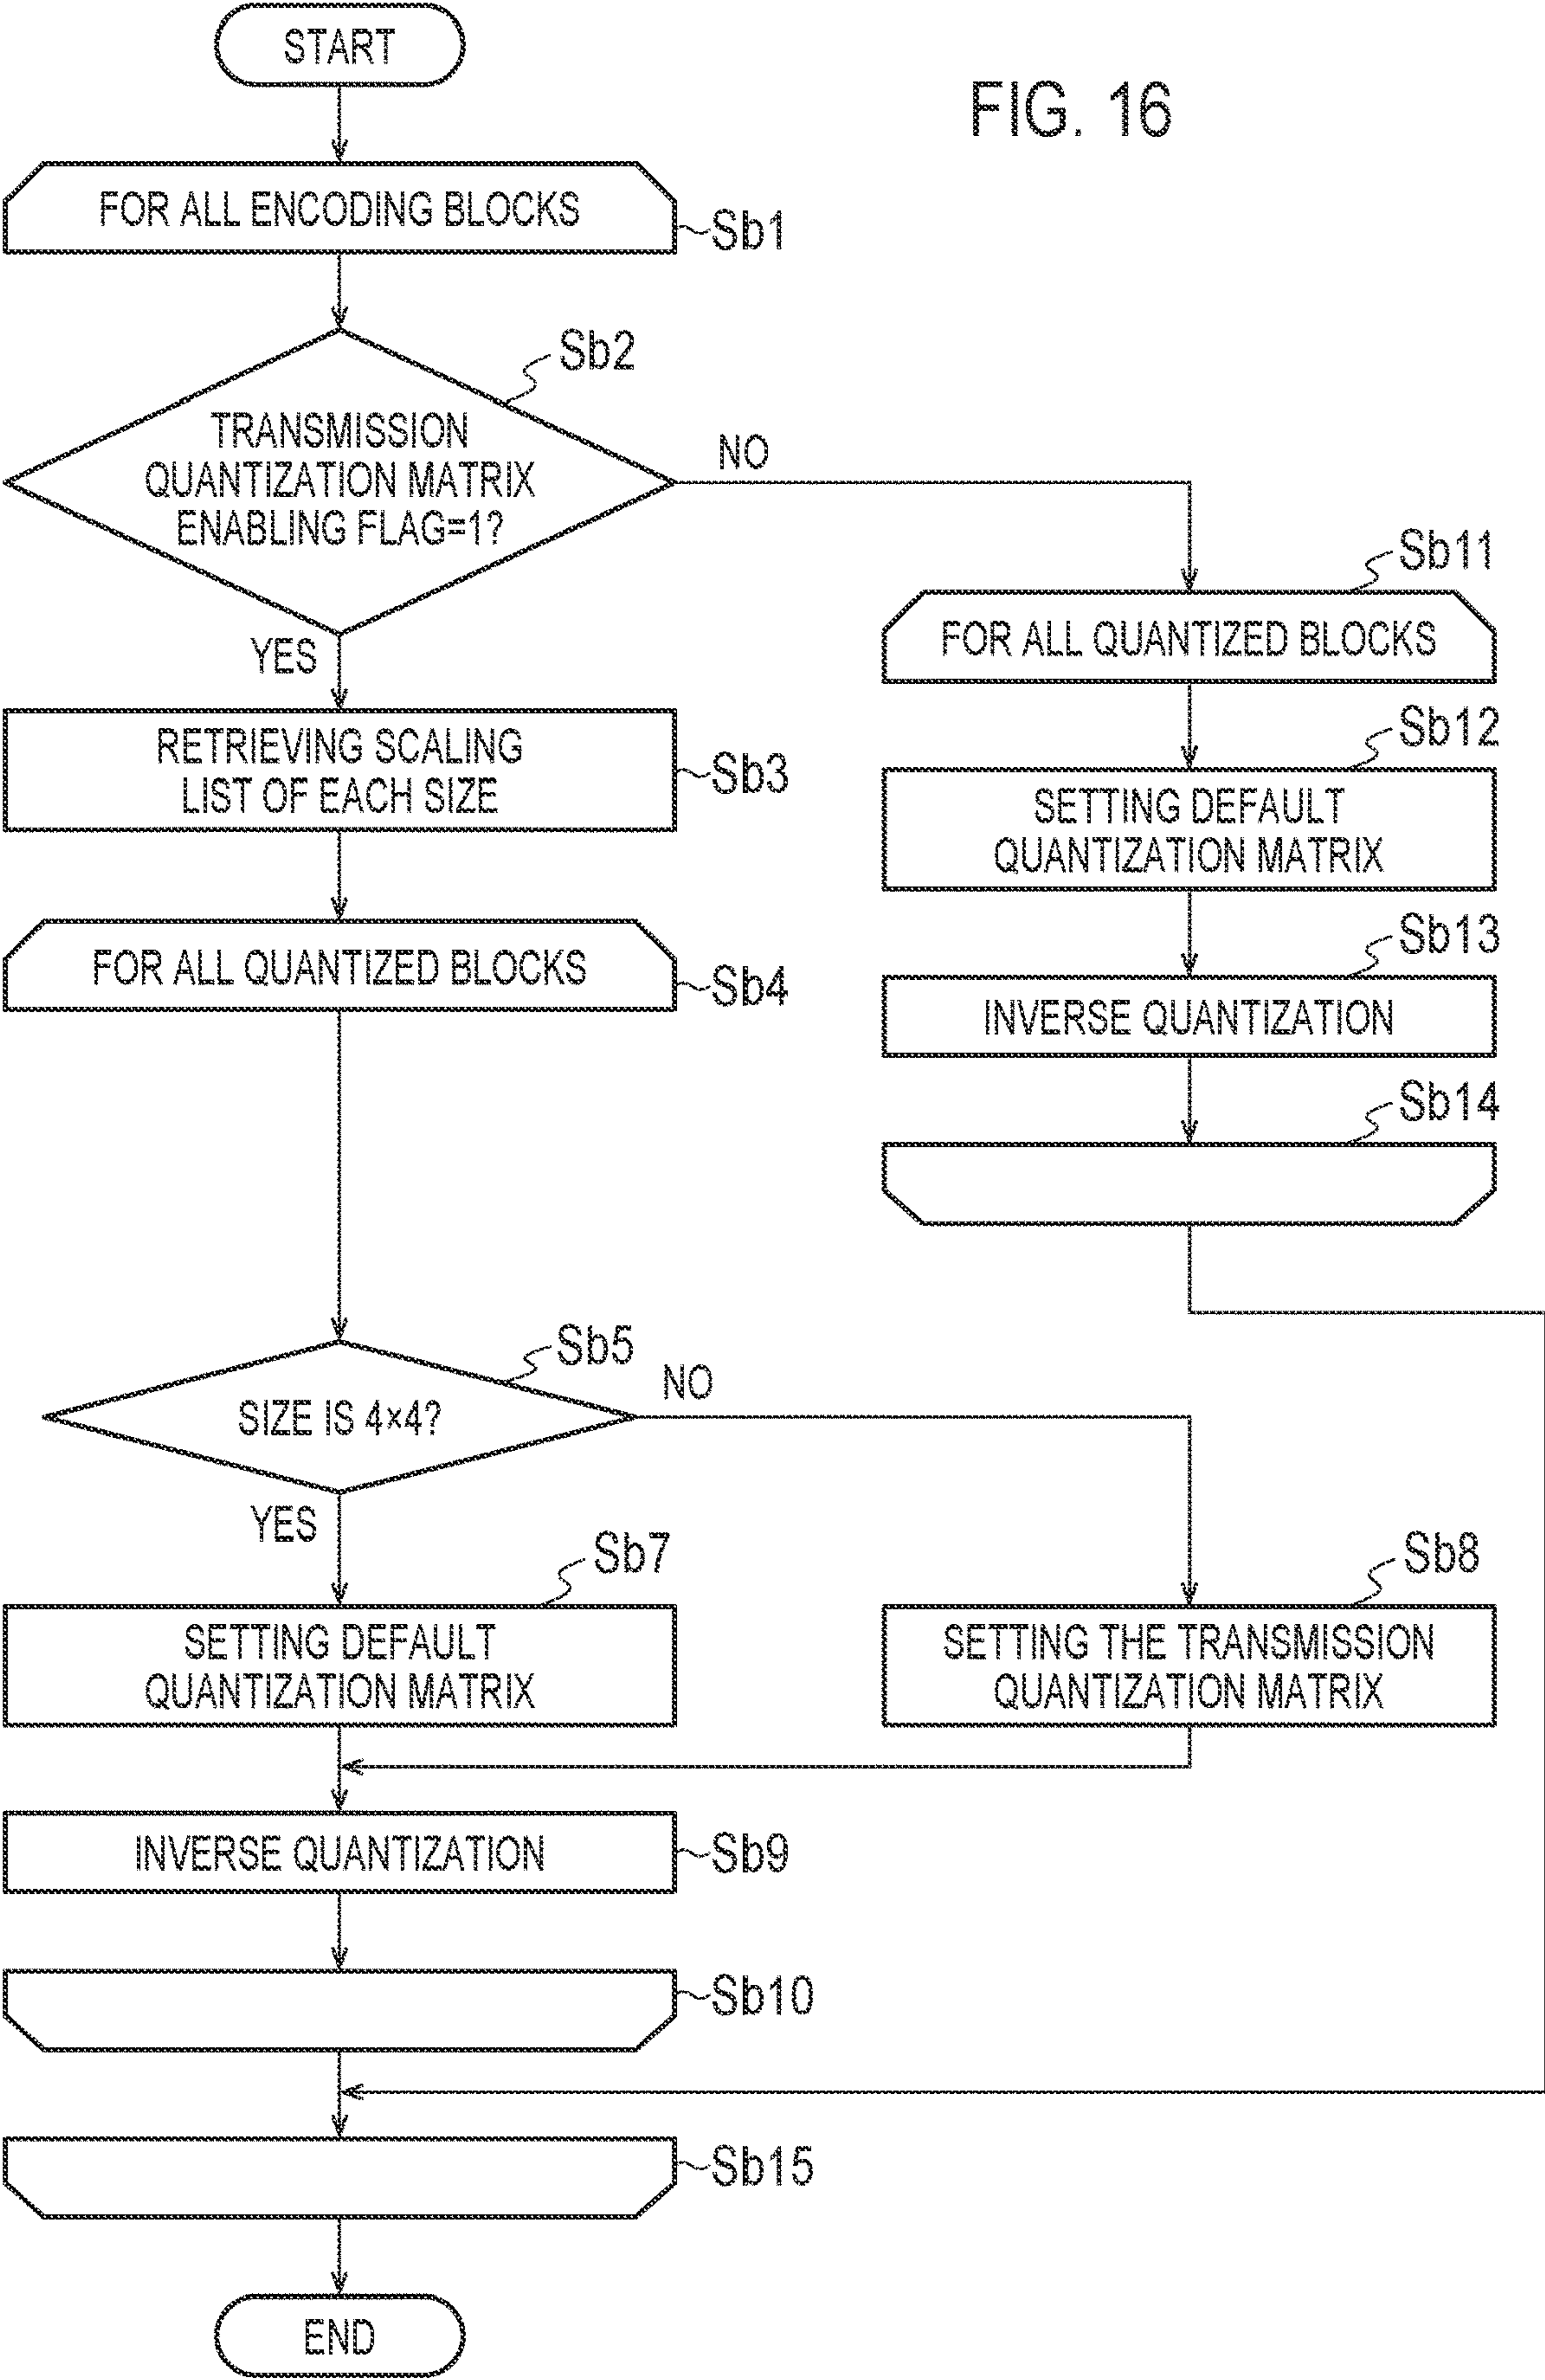 START
FIG. 16
FOR ALL ENCODING BLOCKS
Sb1
Sb2
TRANSMISSION
QUANTIZATION MATRIX
ENABLING FLAG=1?
NO
YES
Sb11
FOR ALL QUANTIZED BLOCKS
RETRIEVING SCALING
LIST OF EACH SIZE
Sb3
Sb12
SETTING DEFAULT
QUANTIZATION MATRIX
FOR ALL QUANTIZED BLOCKS
Sb4
Sb13
INVERSE QUANTIZATION
Sb14
Sb5
SIZE IS 4×4?
NO
YES
Sb7
SETTING DEFAULT
QUANTIZATION MATRIX
Sb8
SETTING THE TRANSMISSION
QUANTIZATION MATRIX
INVERSE QUANTIZATION
Sb9
Sb10
Sb15
END